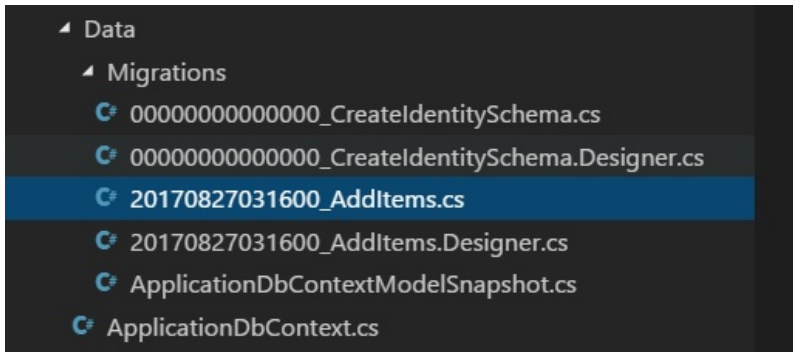 Data
Migrations
C# 00000000000000_CreateIdentitySchema.cs
C# 00000000000000_CreateIdentitySchema.Designer.cs
C# 20170827031600_AddItems.cs
C# 20170827031600_AddItems.Designer.cs
C# ApplicationDbContextModelSnapshot.cs
C# ApplicationDbContext.cs